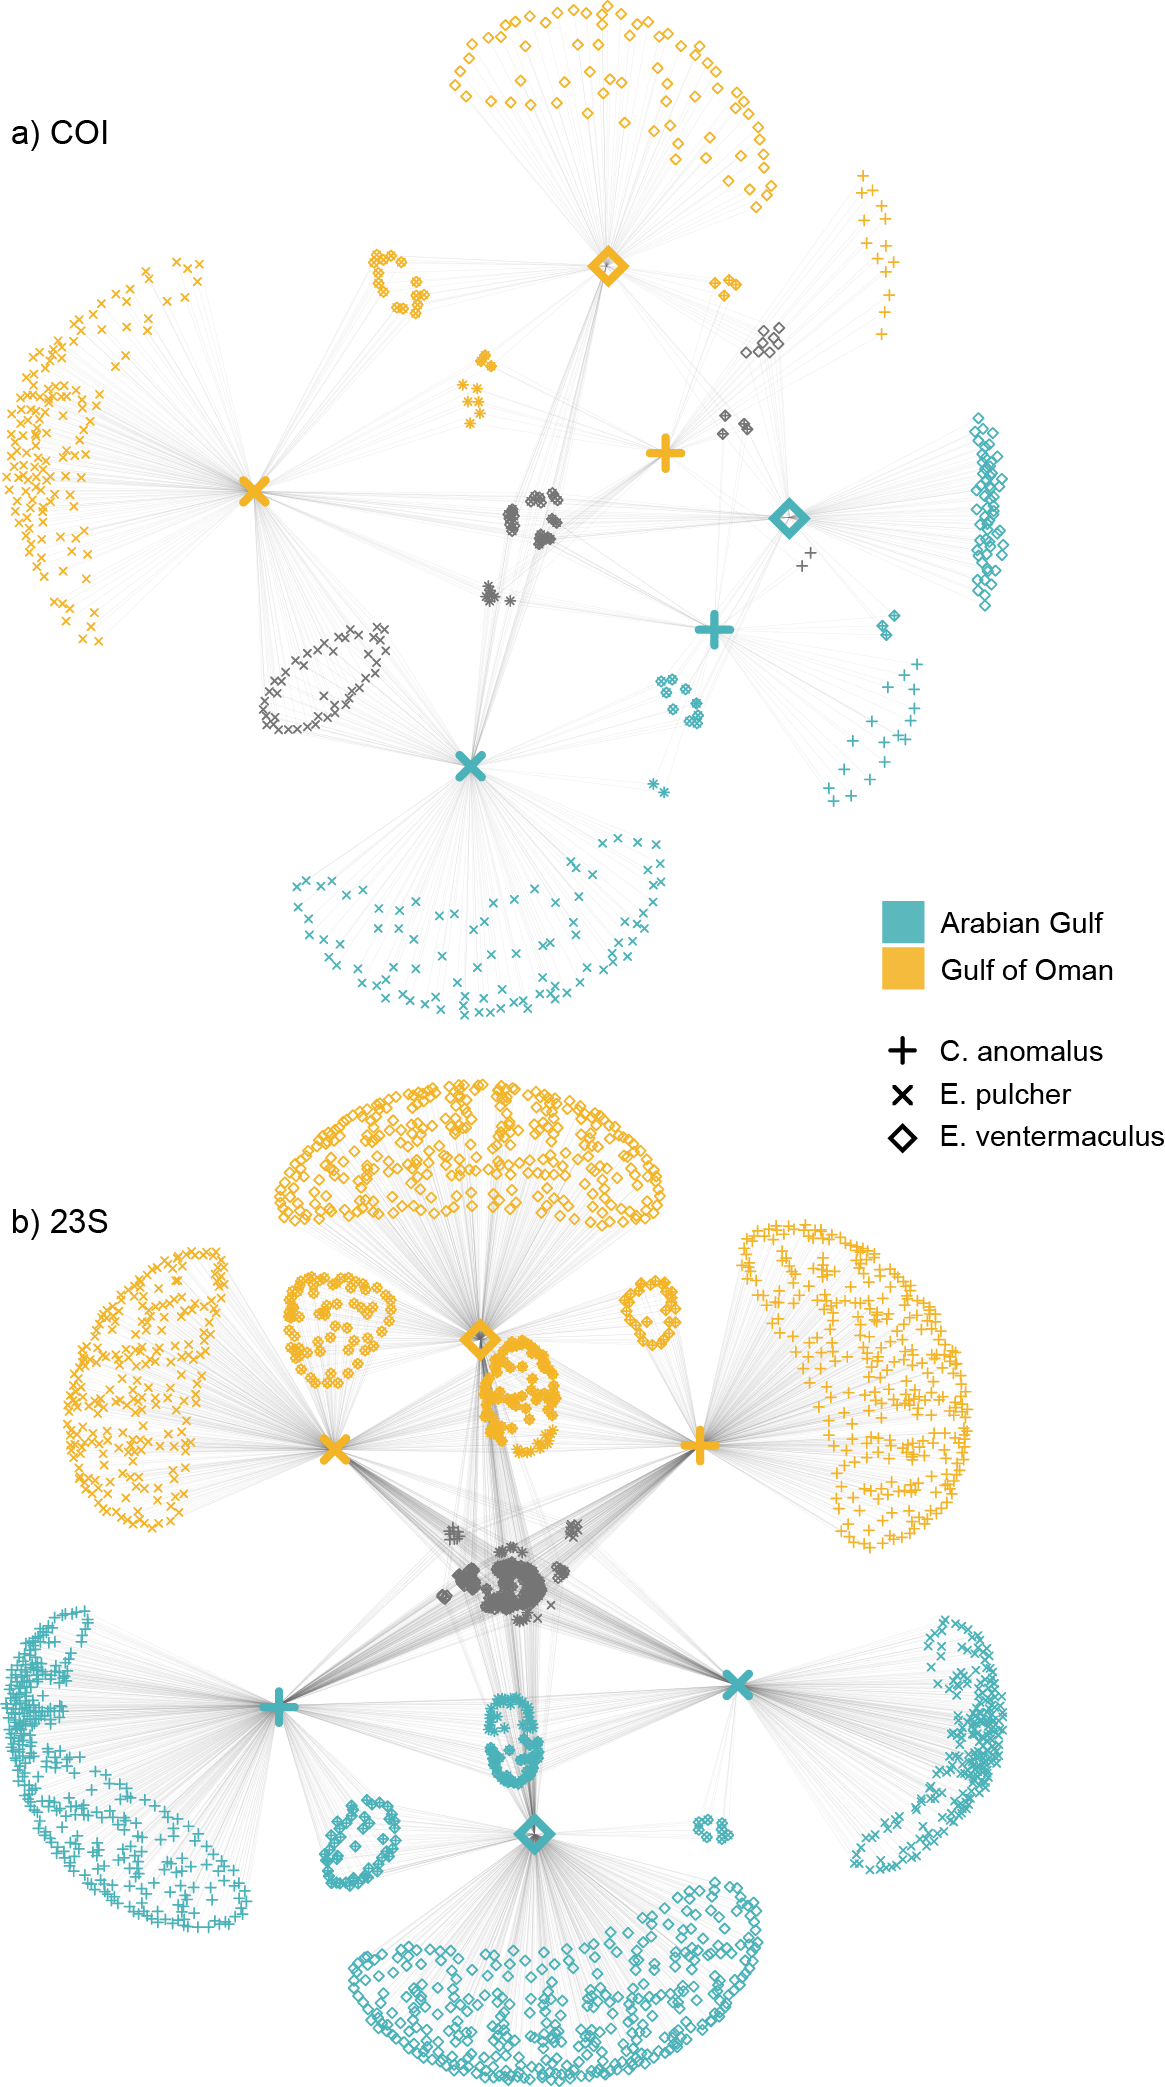 a) COI
Arabian Gulf
Gulf of Oman
C. anomalus
E. pulcher
E. ventermaculus
b) 23S